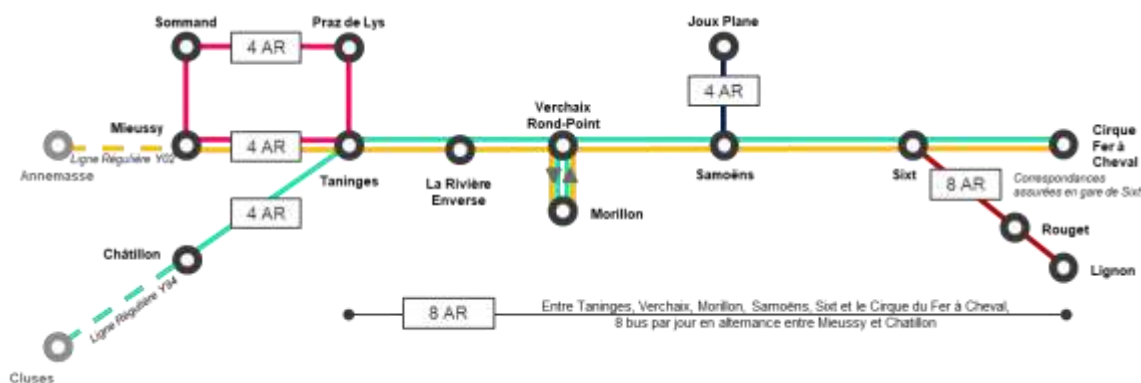 Sommand
Praz de Lys
Joux Plane
4 AR
4 AR
Verchaix
Rond-Point
Mieussy
4 AR
Cirque
Fer à
Cheval
Ligne Régulière Y02
Annemasse
Taninges
La Rivière
Enverse
Samoëns
Sixt
8 AR
Correspondances
assurées en gare de Sixt
4 AR
Morillon
Rouget
Châtillon
Lignon
Ligne Régulière Y94
8 AR
Entre Taninges, Verchaix, Morillon, Samoëns, Sixt et le Cirque du Fer à Cheval,
8 bus par jour en alternance entre Mieussy et Chatillon
Cluses